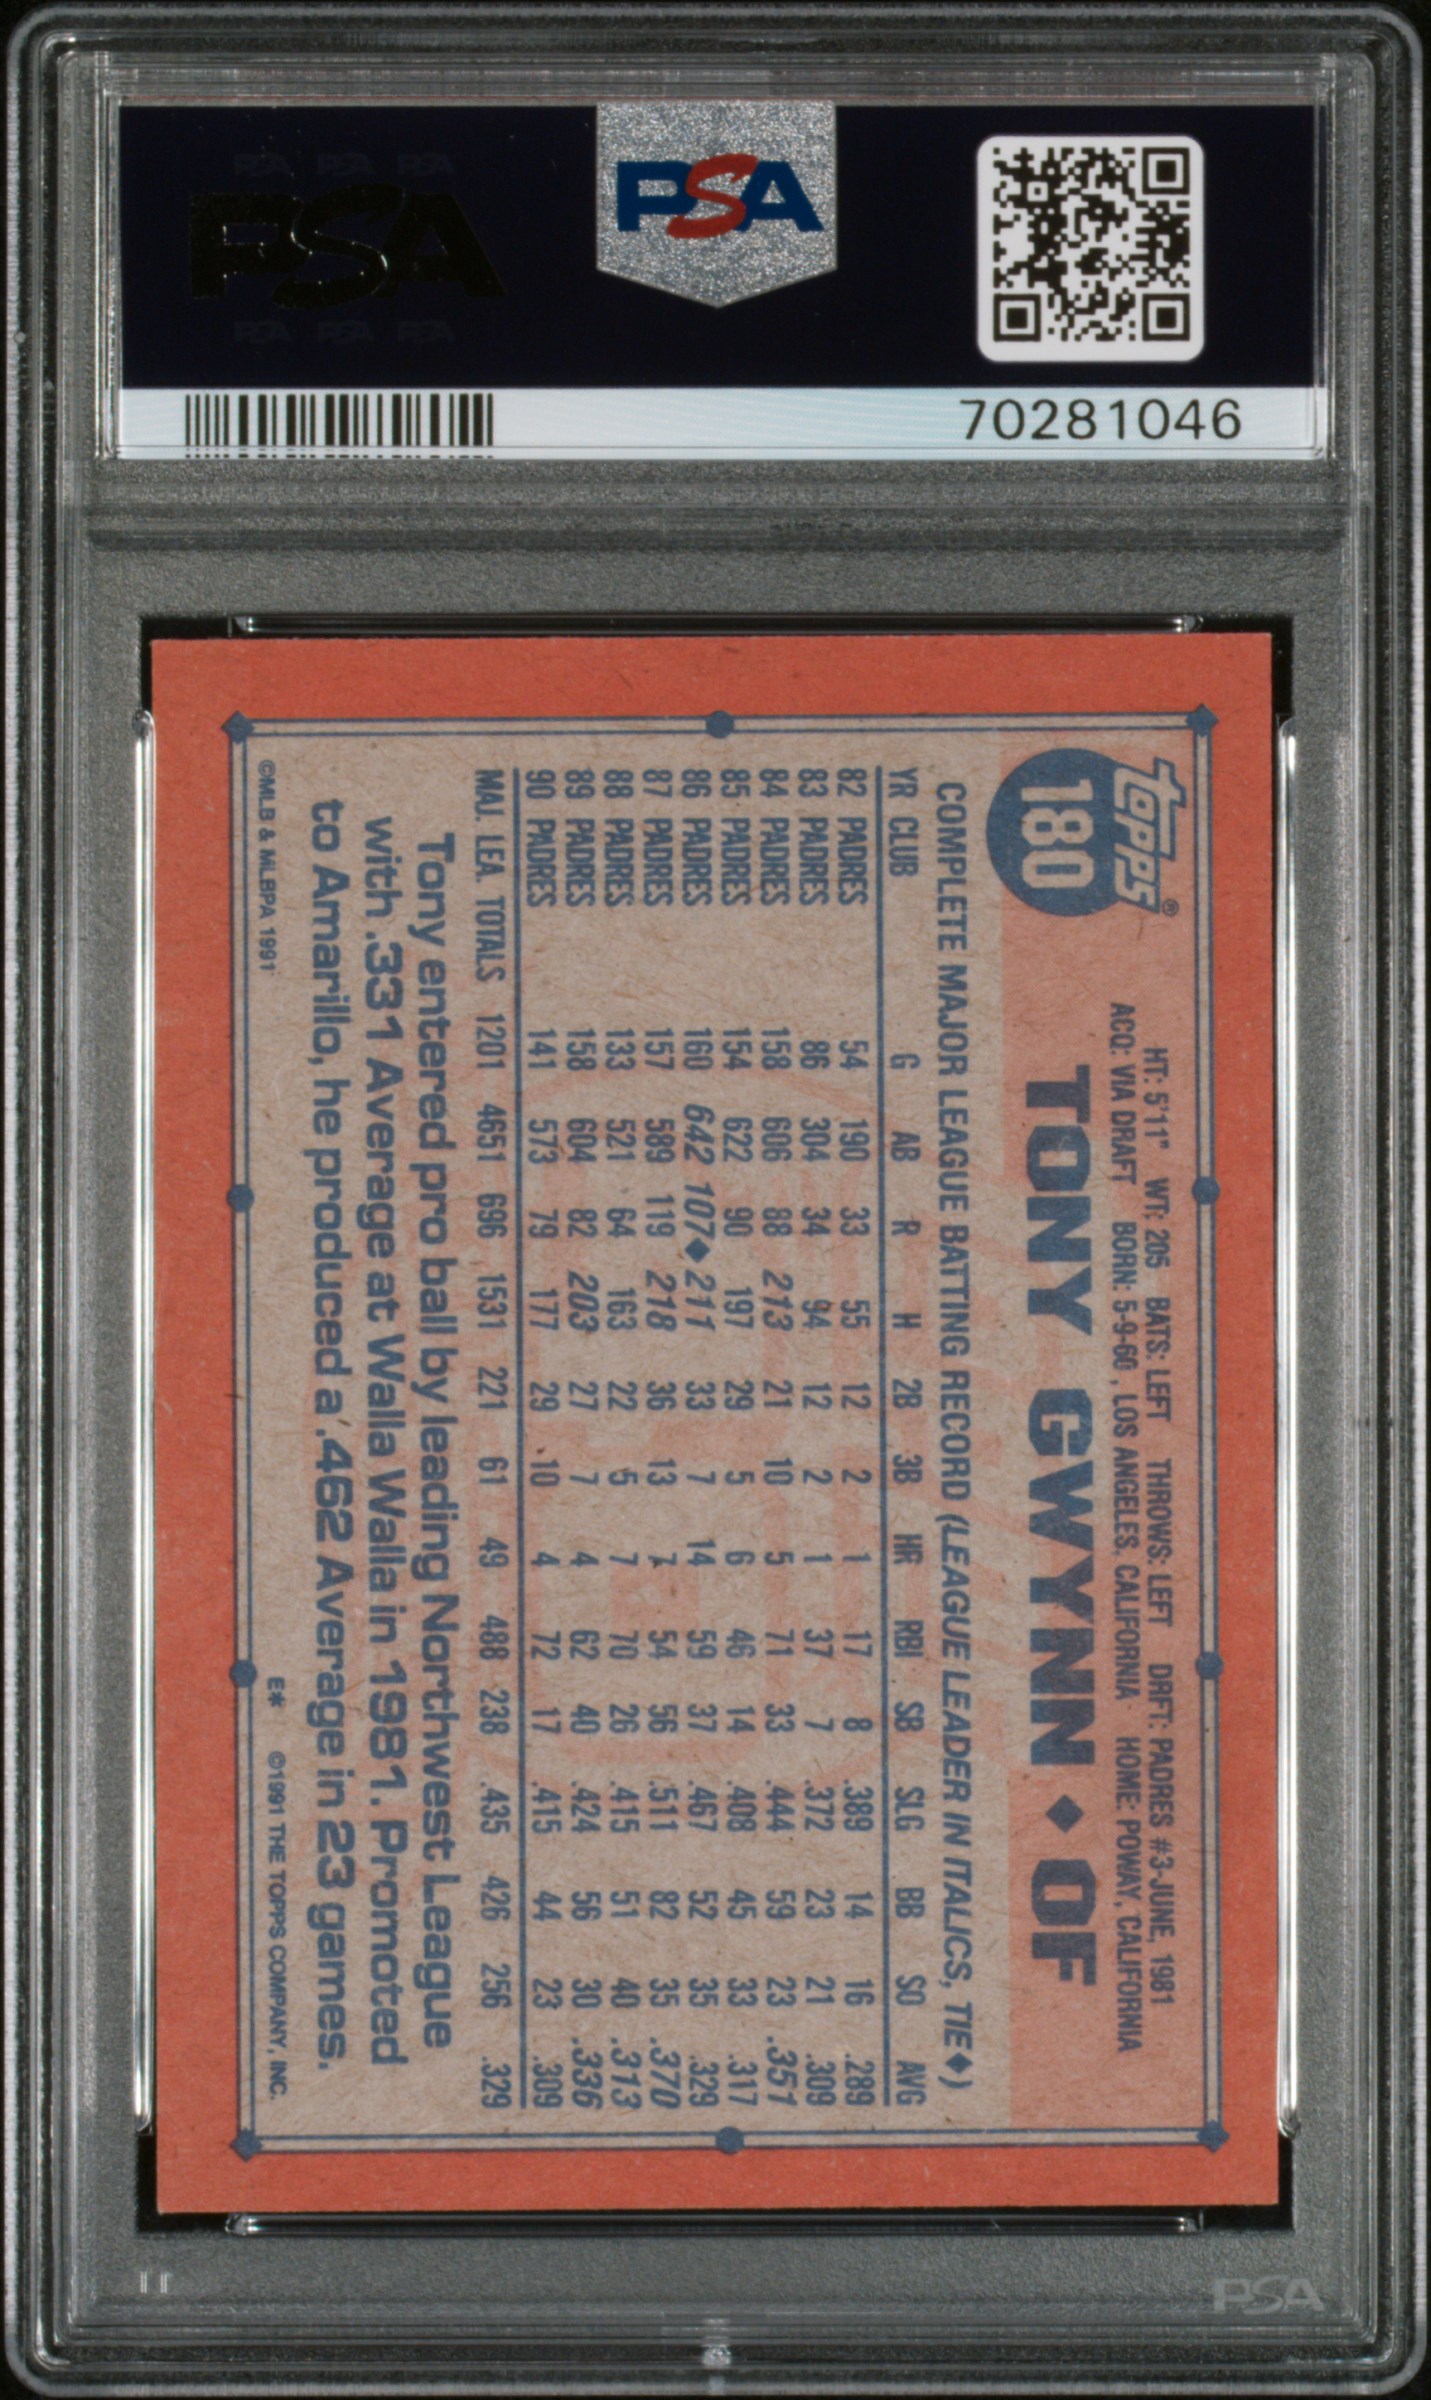 PSA PSA PSA
PSA
PSA PSA PSA
PSA
70281046
topps®
180
HT: 5'11" WT: 205 BATS: LEFT THROWS: LEFT DRFT: PADRES #3-JUNE, 1981
ACQ: VIA DRAFT BORN: 5-9-60, LOS ANGELES, CALIFORNIA HOME: POWAY, CALIFORNIA
TONY GWYNN ◆ OF
COMPLETE MAJOR LEAGUE BATTING RECORD (LEAGUE LEADER IN ITALICS, TIE◆)
YR CLUB G AB R H 2B 3B HR RBI SB SLG BB SO AVG
82 PADRES 54 190 33 55 12 2 1 17 8 .389 14 16 .289
83 PADRES 86 304 34 94 12 2 1 37 7 .372 23 21 .309
84 PADRES 158 606 88 213 21 10 5 71 33 .444 59 23 .351
85 PADRES 154 622 90 197 29 5 6 46 14 .408 45 33 .317
86 PADRES 160 642 107◆ 211 33 7 14 59 37 .467 52 35 .329
87 PADRES 157 589 119 218 36 13 7 54 56 .511 82 35 .370
88 PADRES 133 521 64 163 22 5 7 70 26 .415 51 40 .313
89 PADRES 158 604 82 203 27 7 4 62 40 .424 56 30 .336
90 PADRES 141 573 79 177 29 10 4 72 17 .415 44 23 .309
MAJ. LEA. TOTALS 1201 4651 696 1531 221 61 49 488 238 .435 426 256 .329
Tony entered pro ball by leading Northwest League
with .331 Average at Walla Walla in 1981. Promoted
to Amarillo, he produced a .462 Average in 23 games.
©MLB & MLBPA 1991 E* ©1991 THE TOPPS COMPANY, INC.
PSA